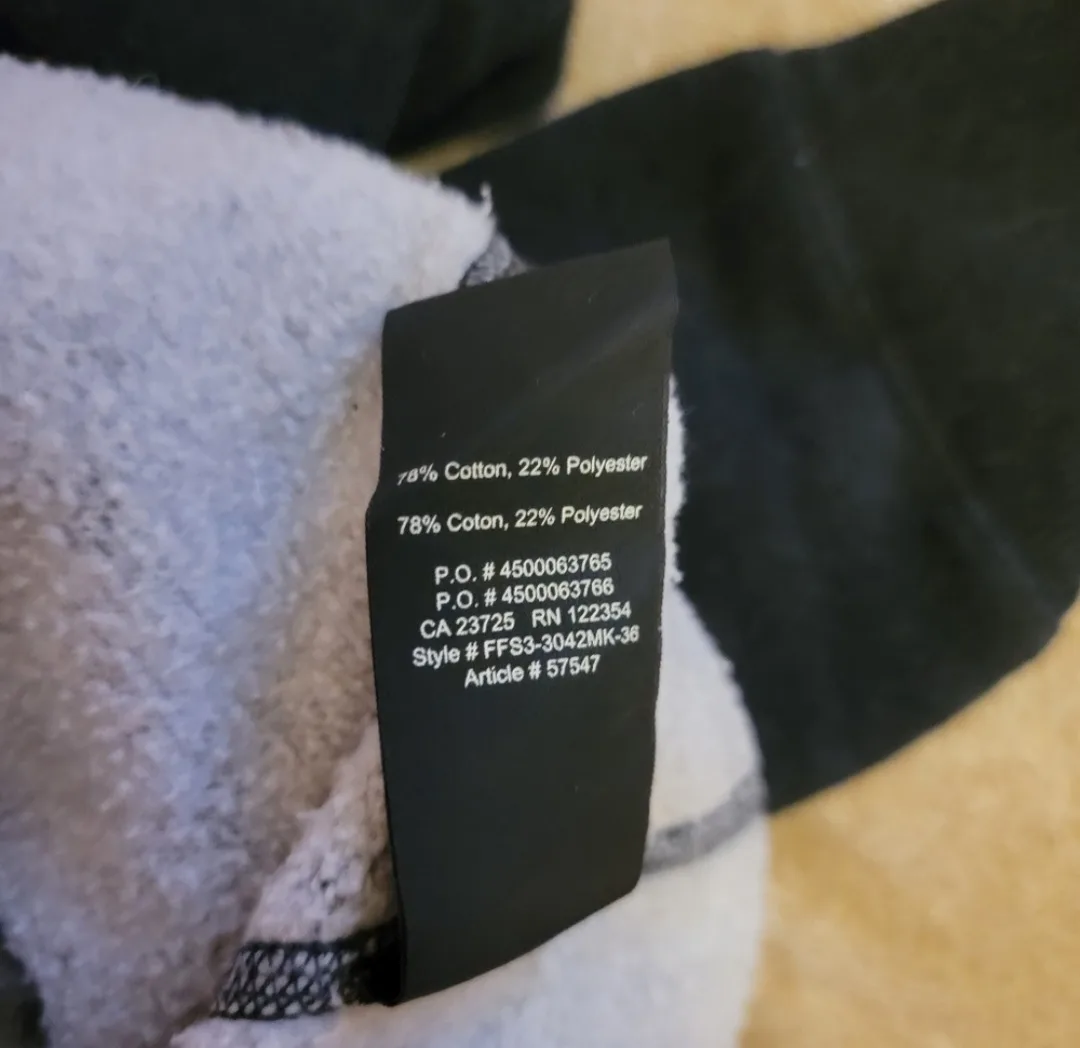 78% Cotton, 22% Polyester
78% Coton, 22% Polyester
P.O. # 4500063765
P.O. # 4500063766
CA 23725 RN 122354
Style # FFS3-3042MK-36
Article # 57547